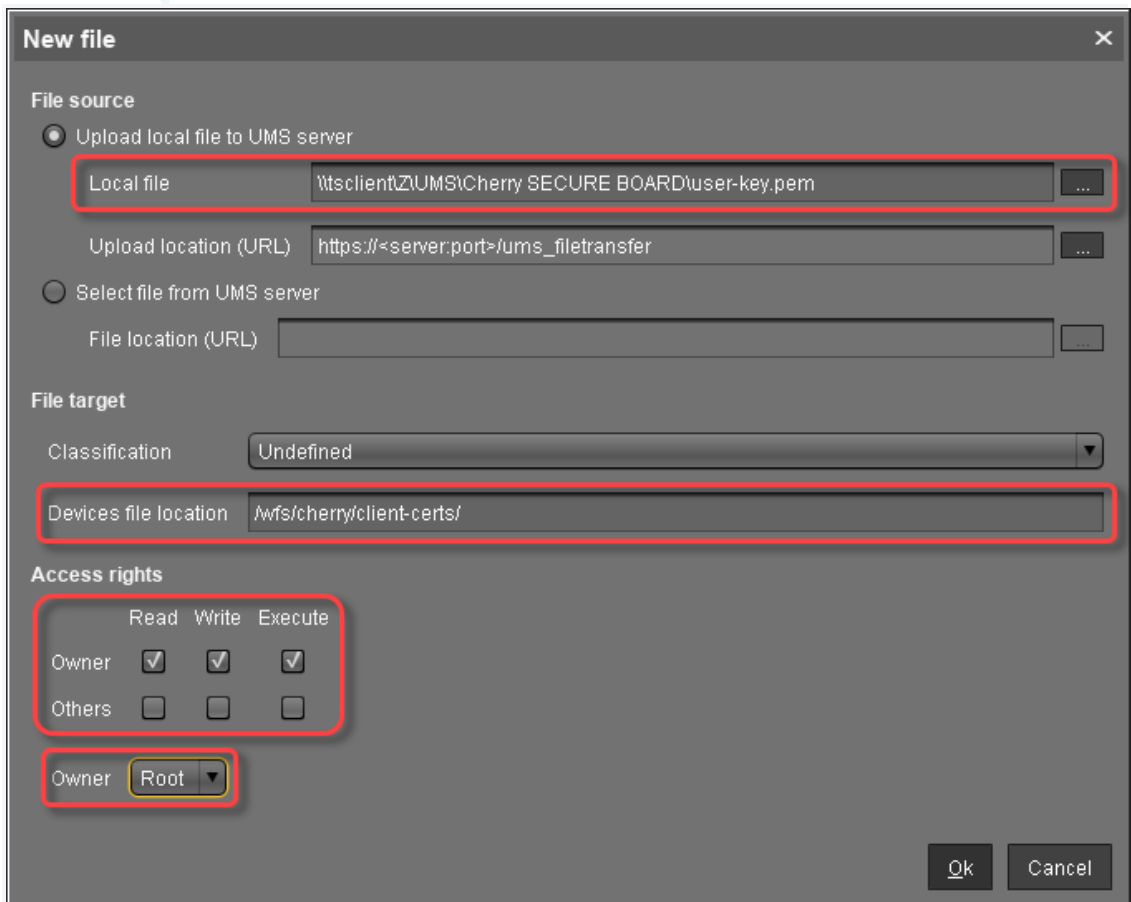 New file
File source
Upload local file to UMS server
Local file \\tsclient\Z\UMS\Cherry SECURE BOARD\user-key.pem ...
Upload location (URL) https://<server:port>/ums_filetransfer ...
Select file from UMS server
File location (URL) ...
File target
Classification Undefined
Devices file location /wfs/cherry/client-certs/
Access rights
Read Write Execute
Owner
Others
Owner Root
Ok Cancel